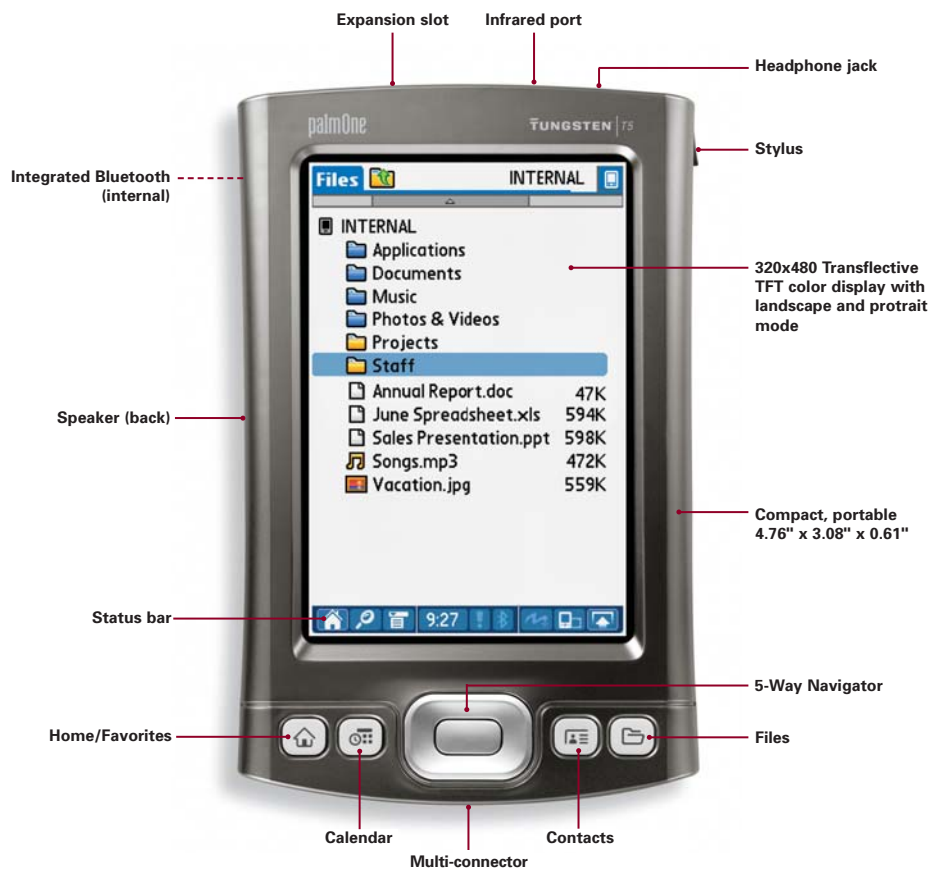 Expansion slot
Infrared port
Headphone jack
palmOne
TUNGSTEN | T5
Stylus
Integrated Bluetooth
(internal)
Files
INTERNAL
INTERNAL
Applications
Documents
Music
Photos & Videos
Projects
Staff
Annual Report.doc 47K
June Spreadsheet.xls 594K
Sales Presentation.ppt 598K
Songs.mp3 472K
Vacation.jpg 559K
320x480 Transflective
TFT color display with
landscape and protrait
mode
Speaker (back)
Compact, portable
4.76" x 3.08" x 0.61"
Status bar
9:27
5-Way Navigator
Home/Favorites
Files
Calendar
Contacts
Multi-connector